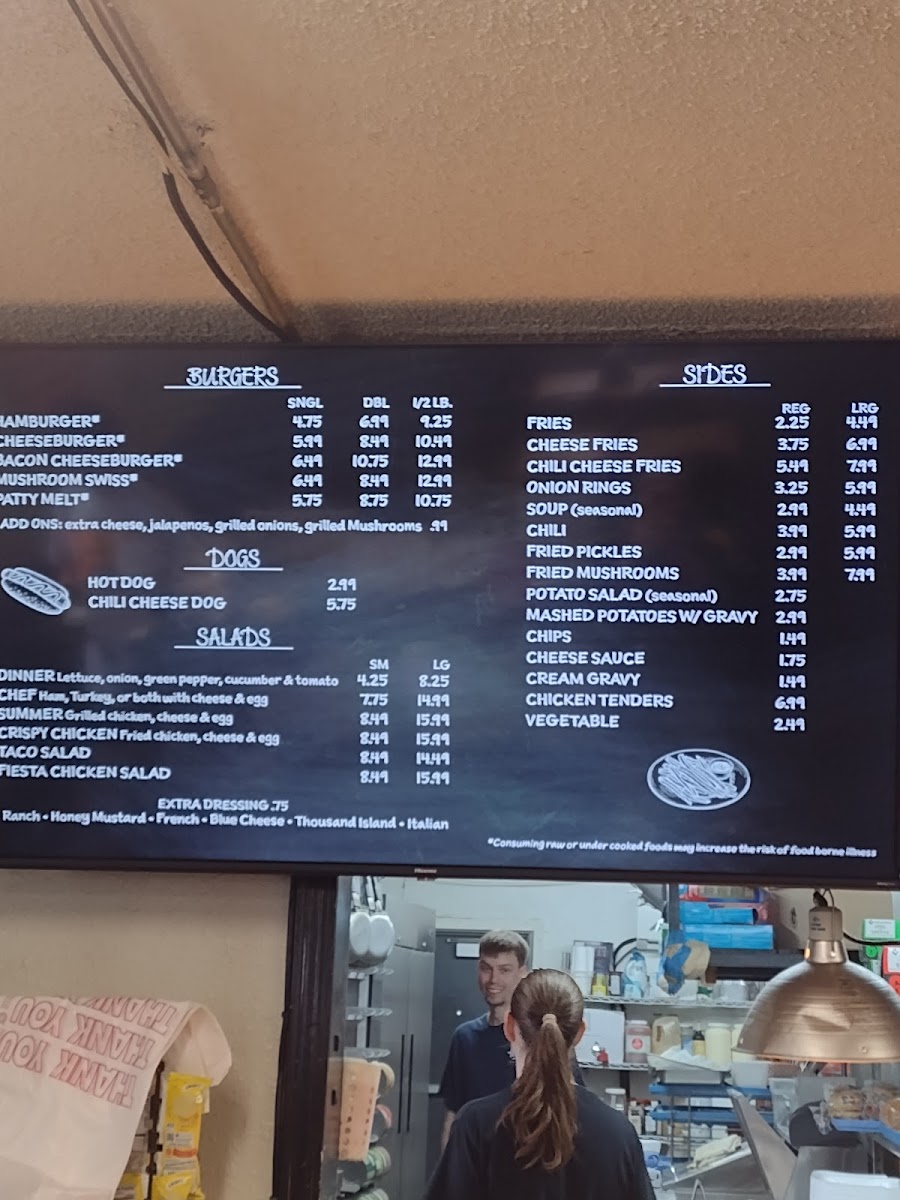 BURGERS
SNGL DBL 1/2 LB.
HAMBURGER* 4.75 6.99 9.25
CHEESEBURGER* 5.99 8.49 10.49
BACON CHEESEBURGER* 6.49 10.75 12.99
MUSHROOM SWISS* 6.49 8.49 12.99
PATTY MELT* 5.75 8.75 10.75
ADD ONS: extra cheese, jalapenos, grilled onions, grilled Mushrooms .99
DOGS
HOT DOG 2.99
CHILI CHEESE DOG 5.75
SALADS
SM LG
DINNER Lettuce, onion, green pepper, cucumber & tomato 4.25 8.25
CHEF Ham, Turkey, or both with cheese & egg 7.75 14.99
SUMMER Grilled chicken, cheese & egg 8.49 15.99
CRISPY CHICKEN Fried chicken, cheese & egg 8.49 15.99
TACO SALAD 8.49 14.49
FIESTA CHICKEN SALAD 8.49 15.99
EXTRA DRESSING .75
Ranch • Honey Mustard • French • Blue Cheese • Thousand Island • Italian
SIDES
REG LRG
FRIES 2.25 4.49
CHEESE FRIES 3.75 6.99
CHILI CHEESE FRIES 5.49 7.99
ONION RINGS 3.25 5.99
SOUP (seasonal) 2.99 4.49
CHILI 3.99 5.99
FRIED PICKLES 2.99 5.99
FRIED MUSHROOMS 3.99 7.99
POTATO SALAD (seasonal) 2.75
MASHED POTATOES W/ GRAVY 2.99
CHIPS 1.49
CHEESE SAUCE 1.75
CREAM GRAVY 1.49
CHICKEN TENDERS 6.99
VEGETABLE 2.49
*Consuming raw or under cooked foods may increase the risk of food borne illness
Hisense
THANK YOU
THANK YOU
THANK YOU